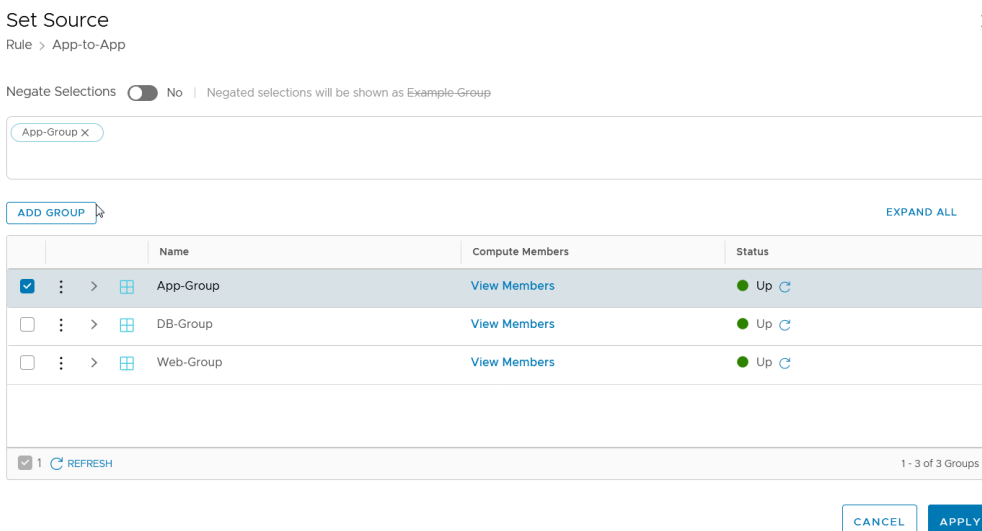 Set Source
Rule > App-to-App
Negate Selections No | Negated selections will be shown as Example Group
App-Group ×
ADD GROUP EXPAND ALL
Name Compute Members Status
App-Group View Members Up
DB-Group View Members Up
Web-Group View Members Up
1 REFRESH 1 - 3 of 3 Groups
CANCEL APPLY